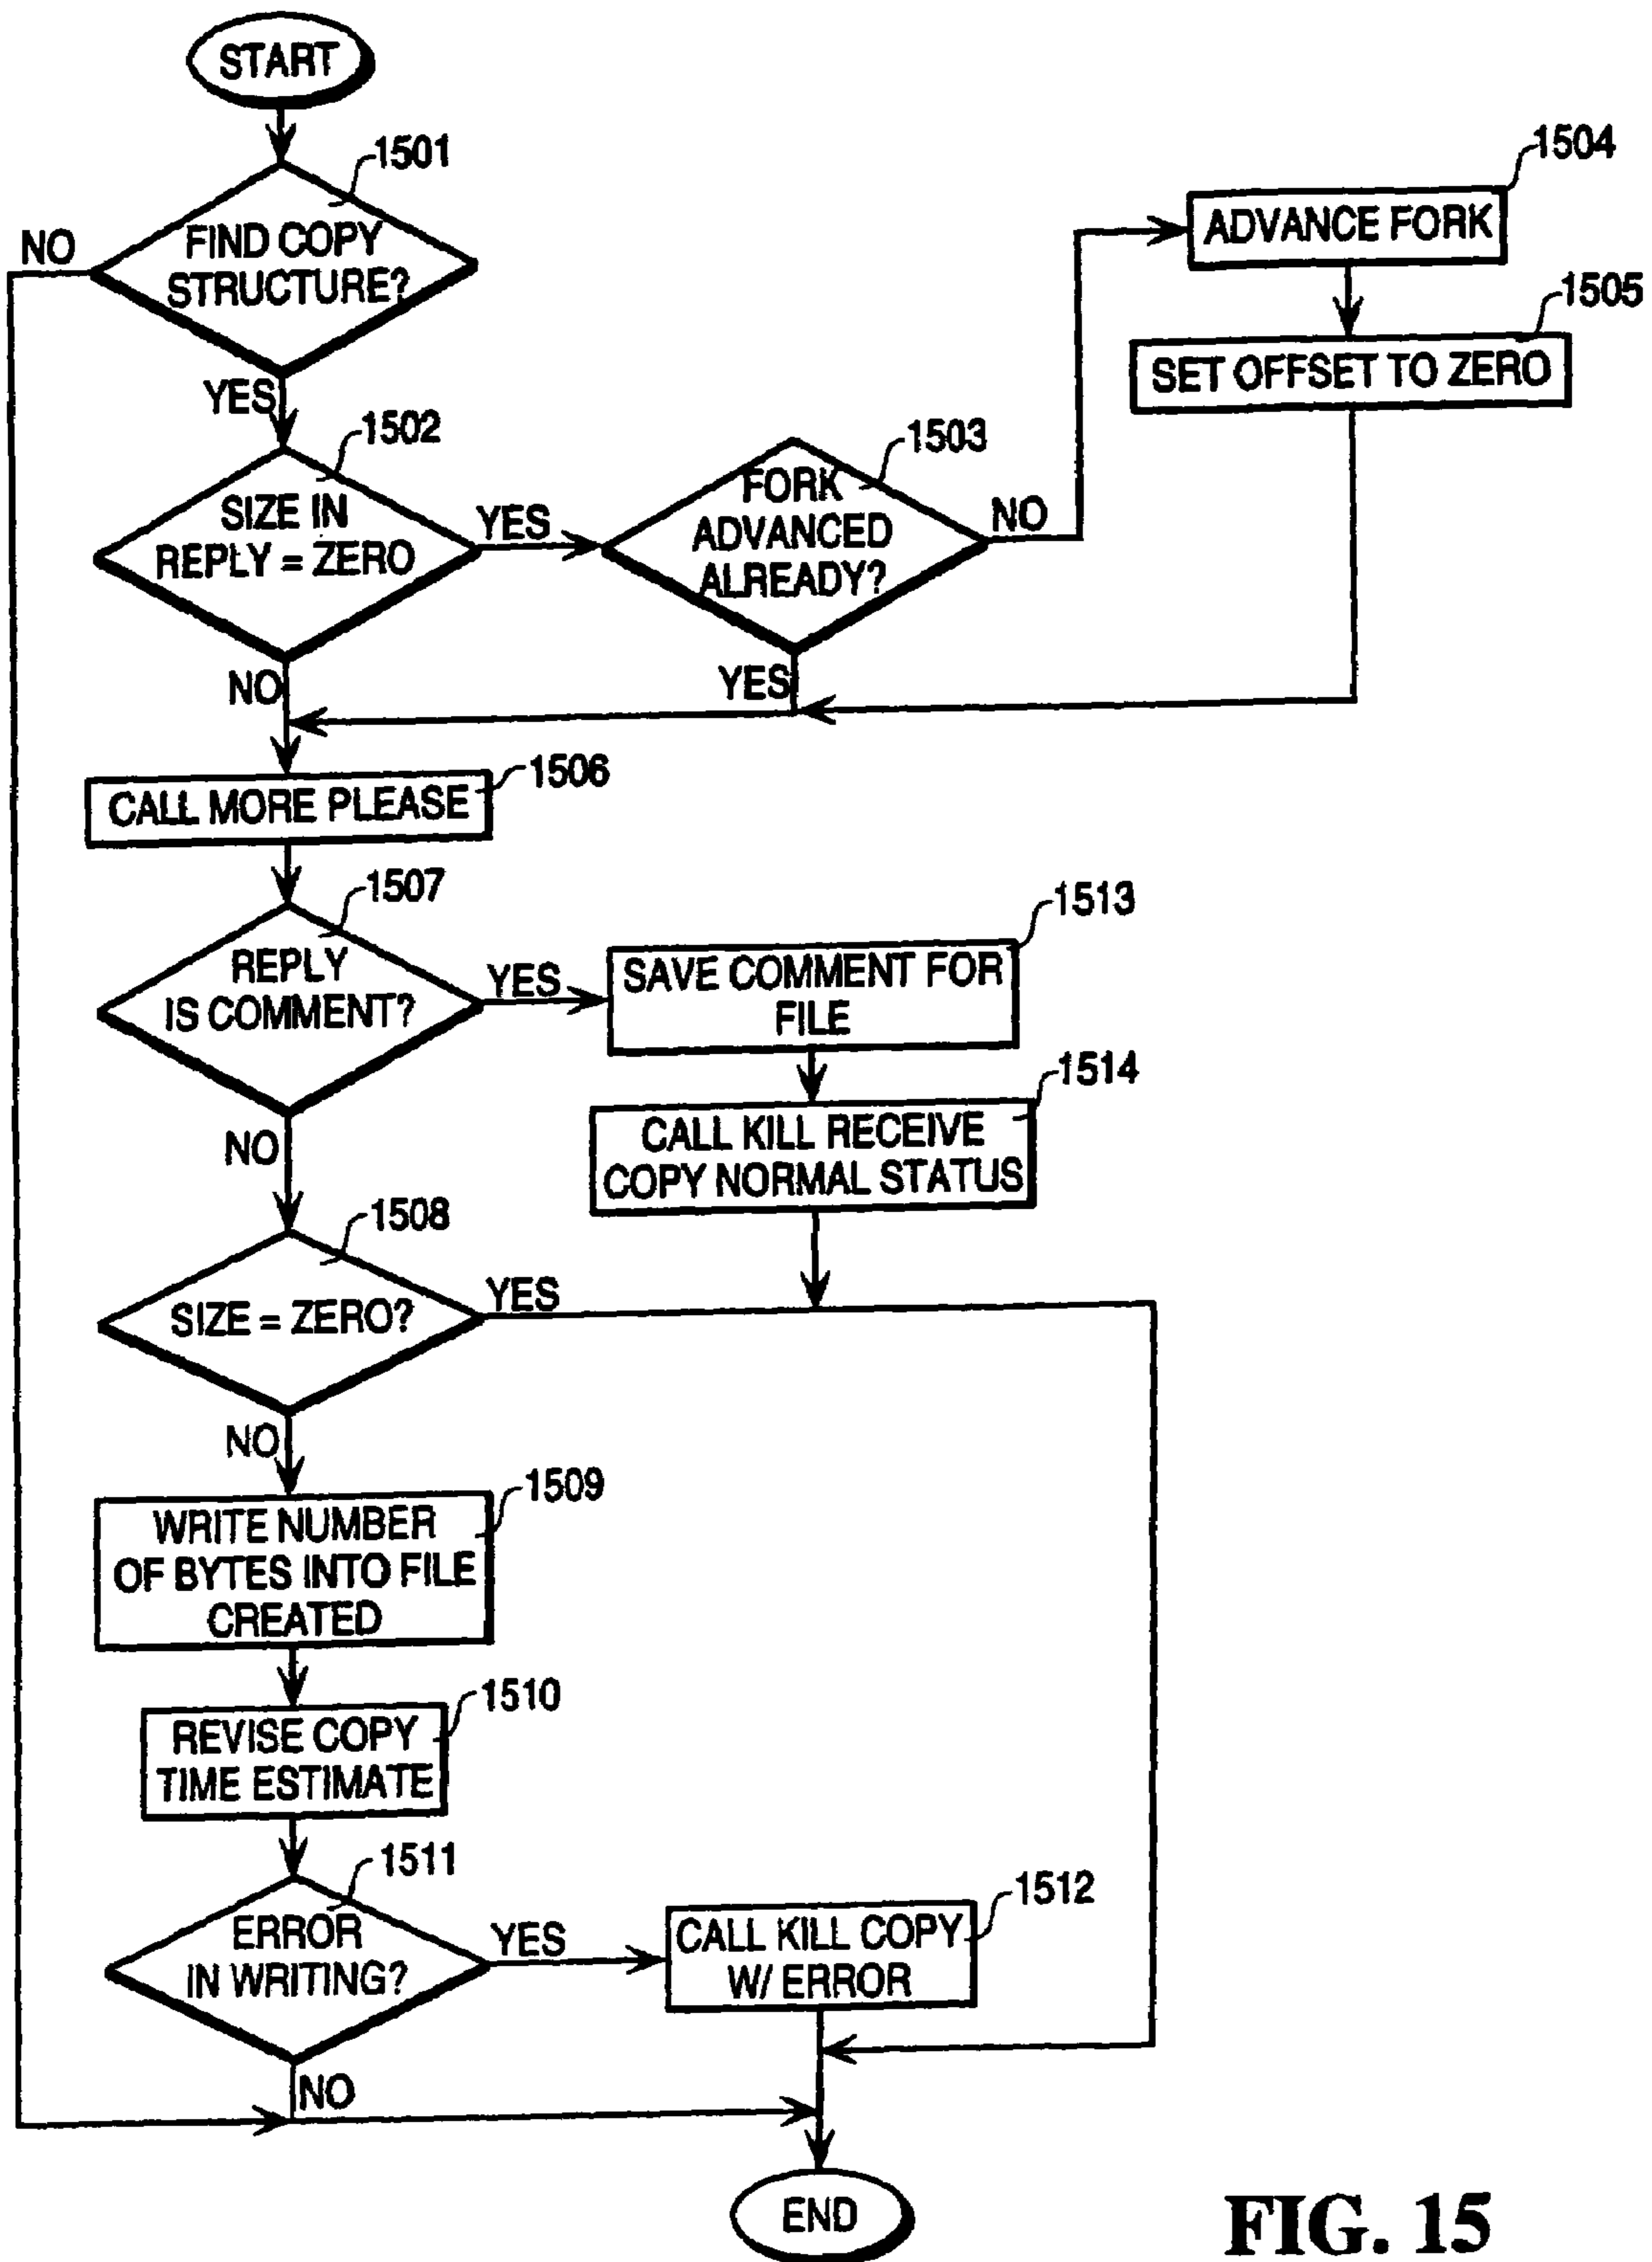 START
1501
FIND COPY
STRUCTURE?
NO
YES
1502
SIZE IN
REPLY = ZERO
YES
NO
1503
FORK
ADVANCED
ALREADY?
NO
YES
1504
ADVANCE FORK
1505
SET OFFSET TO ZERO
1506
CALL MORE PLEASE
1507
REPLY
IS COMMENT?
YES
NO
1513
SAVE COMMENT FOR
FILE
1514
CALL KILL RECEIVE
COPY NORMAL STATUS
1508
SIZE = ZERO?
YES
NO
1509
WRITE NUMBER
OF BYTES INTO FILE
CREATED
1510
REVISE COPY
TIME ESTIMATE
1511
ERROR
IN WRITING?
YES
NO
1512
CALL KILL COPY
W/ ERROR
END
FIG. 15